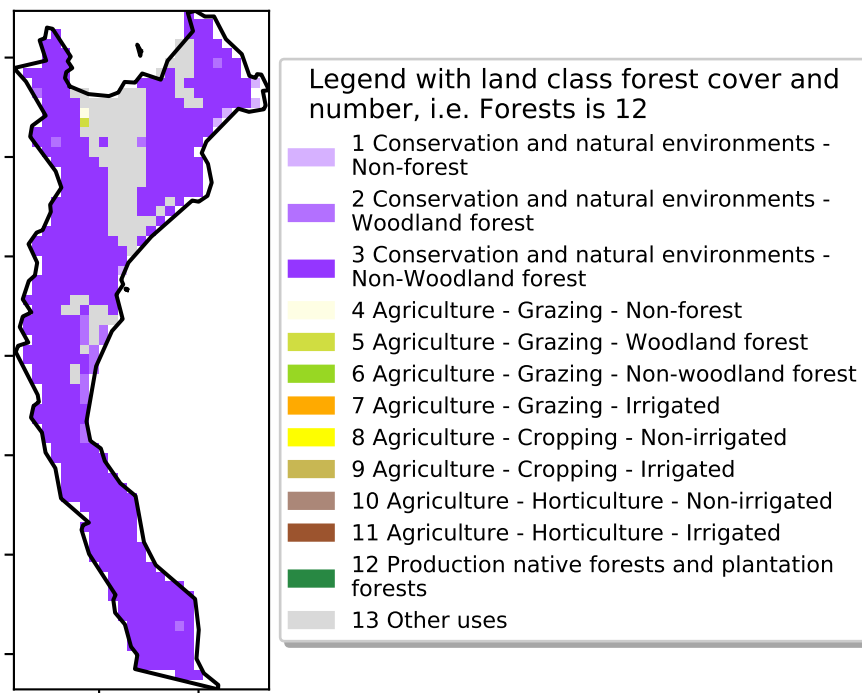 Legend with land class forest cover and
number, i.e. Forests is 12
1 Conservation and natural environments -
Non-forest
2 Conservation and natural environments -
Woodland forest
3 Conservation and natural environments -
Non-Woodland forest
4 Agriculture - Grazing - Non-forest
5 Agriculture - Grazing - Woodland forest
6 Agriculture - Grazing - Non-woodland forest
7 Agriculture - Grazing - Irrigated
8 Agriculture - Cropping - Non-irrigated
9 Agriculture - Cropping - Irrigated
10 Agriculture - Horticulture - Non-irrigated
11 Agriculture - Horticulture - Irrigated
12 Production native forests and plantation
forests
13 Other uses